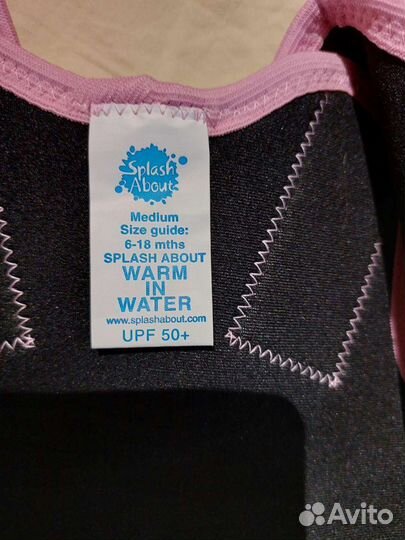 Splash
About
Medium
Size guide:
6-18 mths
SPLASH ABOUT
WARM
IN
WATER
www.splashabout.com
UPF 50+
Avito